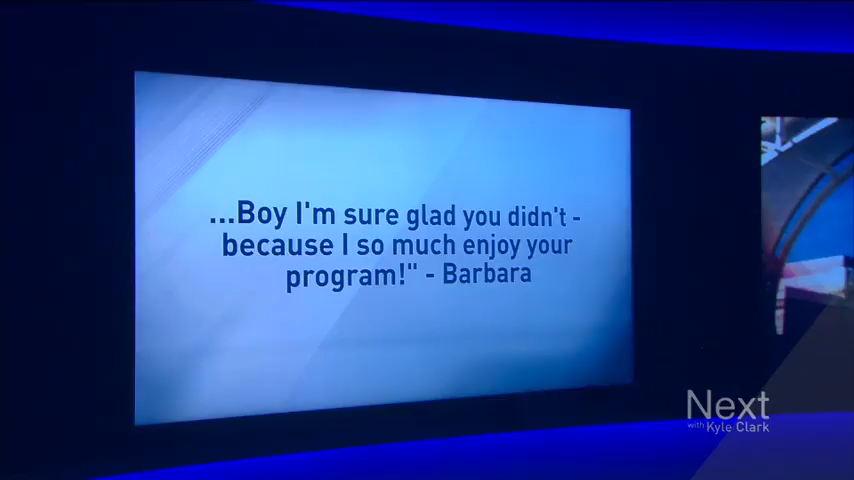 ...Boy I'm sure glad you didn't -
because I so much enjoy your
program!" - Barbara
Next
with Kyle Clark